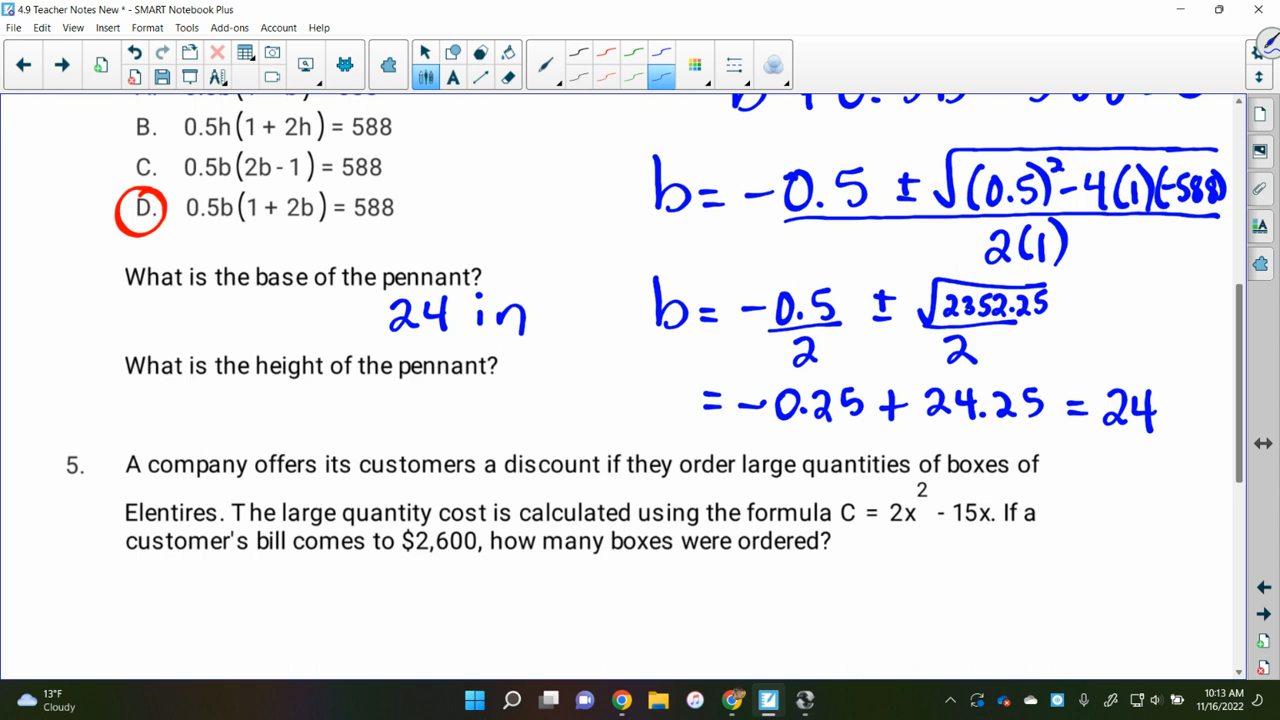 4.9 Teacher Notes New * - SMART Notebook Plus
File Edit View Insert Format Tools Add-ons Account Help
B. 0.5h(1 + 2h) = 588
C. 0.5b(2b - 1) = 588
D. 0.5b(1 + 2b) = 588
b = -0.5 ± √(0.5)² - 4(1)(-588)
2(1)
What is the base of the pennant?
24 in
b = -0.5 ± √2352.25
2 2
What is the height of the pennant?
= -0.25 + 24.25 = 24
5. A company offers its customers a discount if they order large quantities of boxes of
Elentires. The large quantity cost is calculated using the formula C = 2x² - 15x. If a
customer's bill comes to $2,600, how many boxes were ordered?
13°F
Cloudy
10:13 AM
11/16/2022